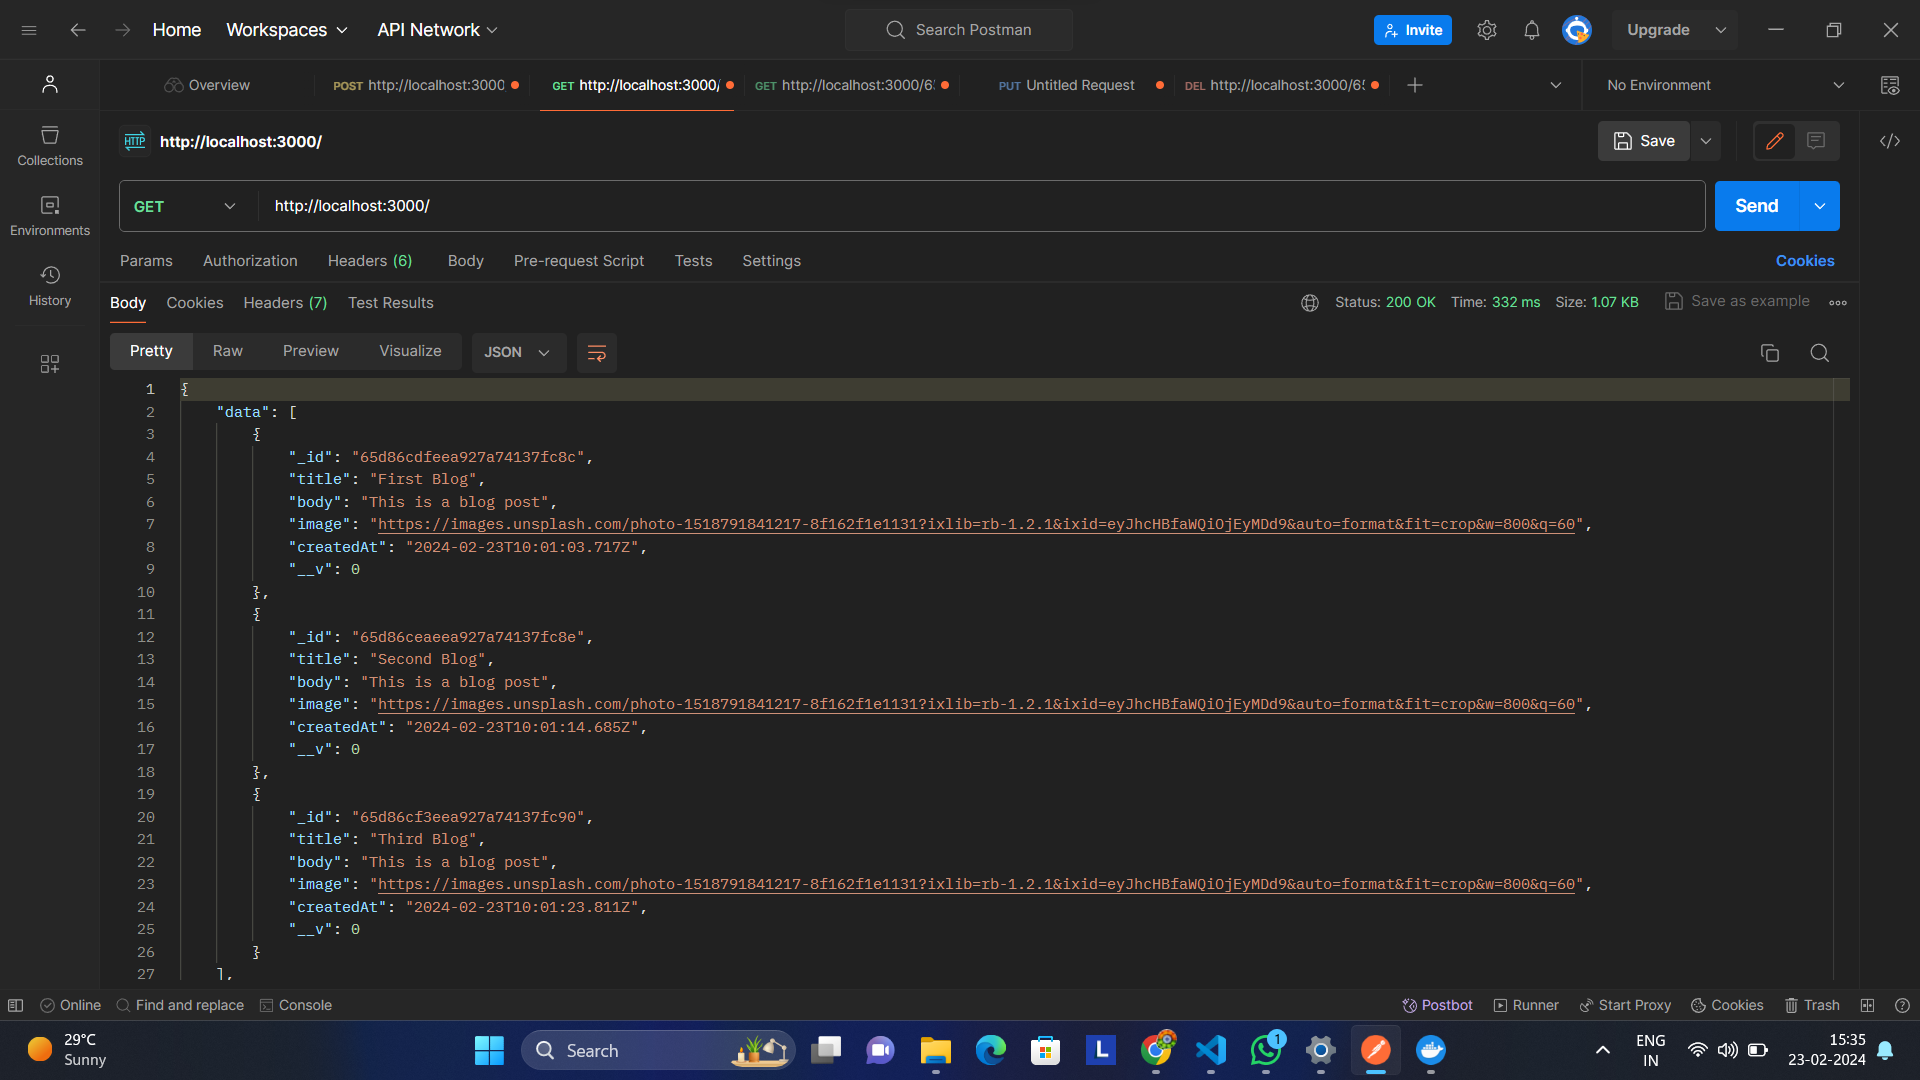 Home Workspaces API Network Search Postman Invite Upgrade
Overview POST http://localhost:3000 GET http://localhost:3000/ GET http://localhost:3000/6 PUT Untitled Request DEL http://localhost:3000/65 No Environment
HTTP http://localhost:3000/ Save
Collections
Environments
History
GET http://localhost:3000/ Send
Params Authorization Headers (6) Body Pre-request Script Tests Settings Cookies
Body Cookies Headers (7) Test Results Status: 200 OK Time: 332 ms Size: 1.07 KB Save as example
Pretty Raw Preview Visualize JSON
1 {
2 "data": [
3 {
4 "_id": "65d86cdfeea927a74137fc8c",
5 "title": "First Blog",
6 "body": "This is a blog post",
7 "image": "https://images.unsplash.com/photo-1518791841217-8f162f1e1131?ixlib=rb-1.2.1&ixid=eyJhcHBfaWQiOjEyMDd9&auto=format&fit=crop&w=800&q=60",
8 "createdAt": "2024-02-23T10:01:03.717Z",
9 "__v": 0
10 },
11 {
12 "_id": "65d86ceaeea927a74137fc8e",
13 "title": "Second Blog",
14 "body": "This is a blog post",
15 "image": "https://images.unsplash.com/photo-1518791841217-8f162f1e1131?ixlib=rb-1.2.1&ixid=eyJhcHBfaWQiOjEyMDd9&auto=format&fit=crop&w=800&q=60",
16 "createdAt": "2024-02-23T10:01:14.685Z",
17 "__v": 0
18 },
19 {
20 "_id": "65d86cf3eea927a74137fc90",
21 "title": "Third Blog",
22 "body": "This is a blog post",
23 "image": "https://images.unsplash.com/photo-1518791841217-8f162f1e1131?ixlib=rb-1.2.1&ixid=eyJhcHBfaWQiOjEyMDd9&auto=format&fit=crop&w=800&q=60",
24 "createdAt": "2024-02-23T10:01:23.811Z",
25 "__v": 0
26 }
27 ],
Online Find and replace Console Postbot Runner Start Proxy Cookies Trash
29°C
Sunny
Search
L
1
ENG
IN
15:35
23-02-2024